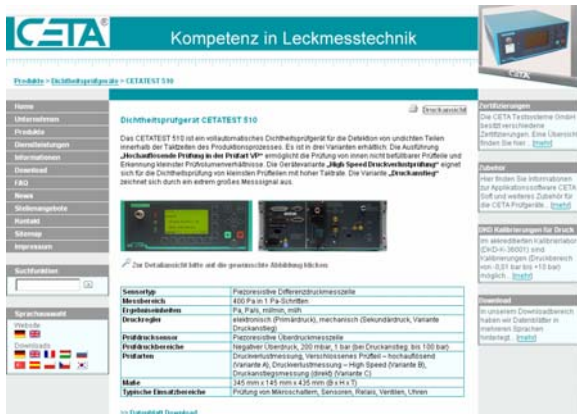 CETA®
Kompetenz in Leckmesstechnik
CETA
Produkte > Dichtheitsprüfgeräte > CETATEST 510
Home
Unternehmen
Produkte
Dienstleistungen
Informationen
Download
FAQ
News
Stellenangebote
Kontakt
Sitemap
Impressum
Suchfunktion
Sprachauswahl
Website
Downloads
Druckansicht
Dichtheitsprüfgerät CETATEST 510
Das CETATEST 510 ist ein vollautomatisches Dichtheitsprüfgerät für die Detektion von undichten Teilen
innerhalb der Taktzeiten des Produktionsprozesses. Es ist in drei Varianten erhältlich. Die Ausführung
„Hochauflösende Prüfung in der Prüfart VP“ ermöglicht die Prüfung von innen nicht befüllbarer Prüfteile und
Erkennung kleinster Prüfvolumenverhältnisse. Die Gerätevariante „High Speed Druckverlustprüfung“ eignet
sich für die Dichtheitsprüfung von kleinsten Prüfteilen mit hoher Taktrate. Die Variante „Druckanstieg“
zeichnet sich durch ein extrem großes Messsignal aus.
Zur Detailansicht bitte auf die gewünschte Abbildung klicken.
Sensortyp Piezoresistive Differenzdruckmesszelle
Messbereich 400 Pa in 1 Pa-Schritten
Ergebniseinheiten Pa, Pa/s, ml/min, ml/h
Druckregler elektronisch (Primärdruck), mechanisch (Sekundärdruck, Variante
Druckanstieg)
Prüfdrucksensor Piezoresistive Überdruckmesszelle
Prüfdruckbereiche Negativer Überdruck, 200 mbar, 1 bar (bei Druckanstieg: bis 100 bar)
Prüfarten Druckverlustmessung, Verschlossenes Prüfteil – hochauflösend
(Variante A), Druckverlustmessung – High Speed (Variante B),
Druckanstiegsmessung (direkt) (Variante C)
Maße 345 mm x 145 mm x 435 mm (B x H x T)
Typische Einsatzbereiche Prüfung von Mikroschaltern, Sensoren, Relais, Ventilen, Uhren
>> Datenblatt Download
Zertifizierungen
Die CETA Testsysteme GmbH
besitzt verschiedene
Zertifizierungen. Eine Übersicht
finden Sie hier... [mehr]
Zubehör
Hier finden Sie Informationen
zur Applikationssoftware CETA
Soft und weiteres Zubehör für
die CETA Prüfgeräte... [mehr]
DKD Kalibrierungen für Druck
Im akkreditierten Kalibrierlabor
(DKD-K-36001) sind
Kalibrierungen (Druckbereich
von -0,01 bar bis +10 bar)
möglich... [mehr]
Download
In unserem Downloadbereich
haben wir Datenblätter in
mehreren Sprachen
hinterlegt... [mehr]